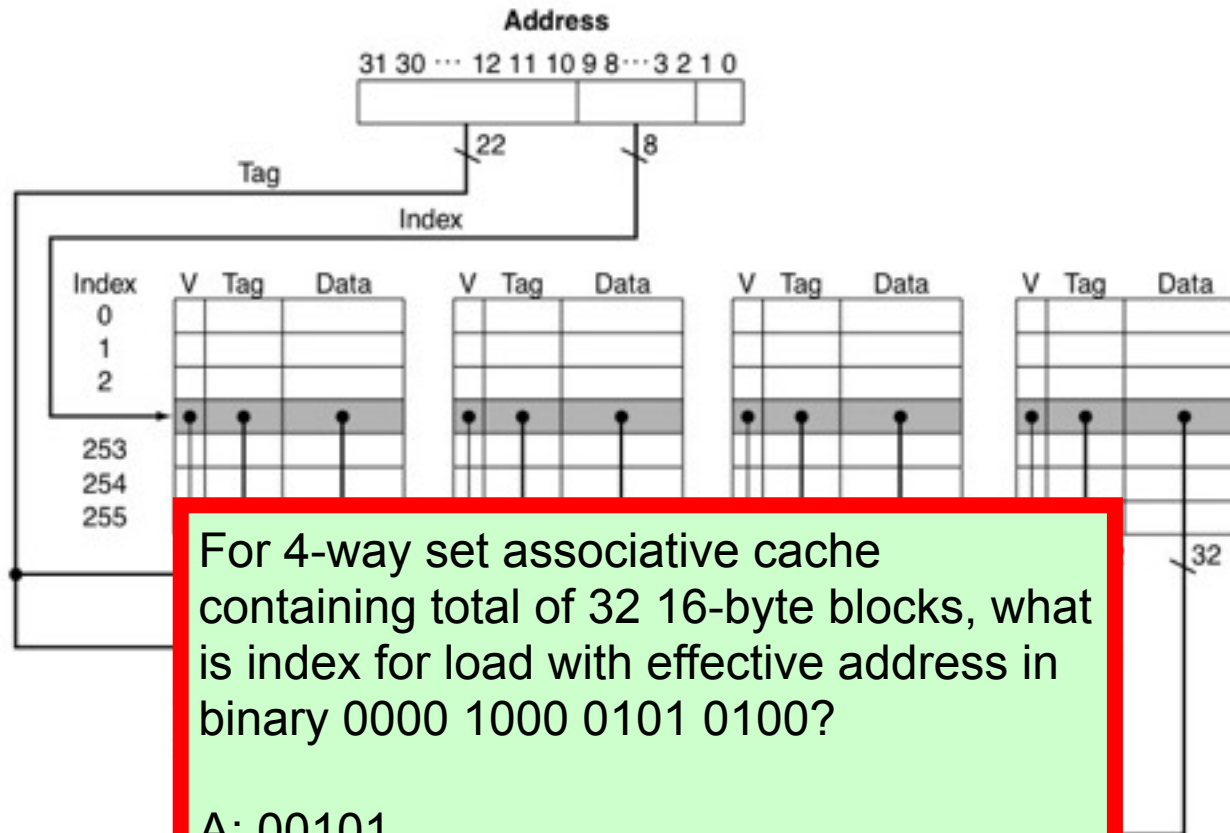 Address
31 30 ··· 12 11 10 9 8 ··· 3 2 1 0
22
8
Tag
Index
Index V Tag Data V Tag Data V Tag Data V Tag Data
0
1
2
253
254
255
32
For 4-way set associative cache
containing total of 32 16-byte blocks, what
is index for load with effective address in
binary 0000 1000 0101 0100?
A: 00101